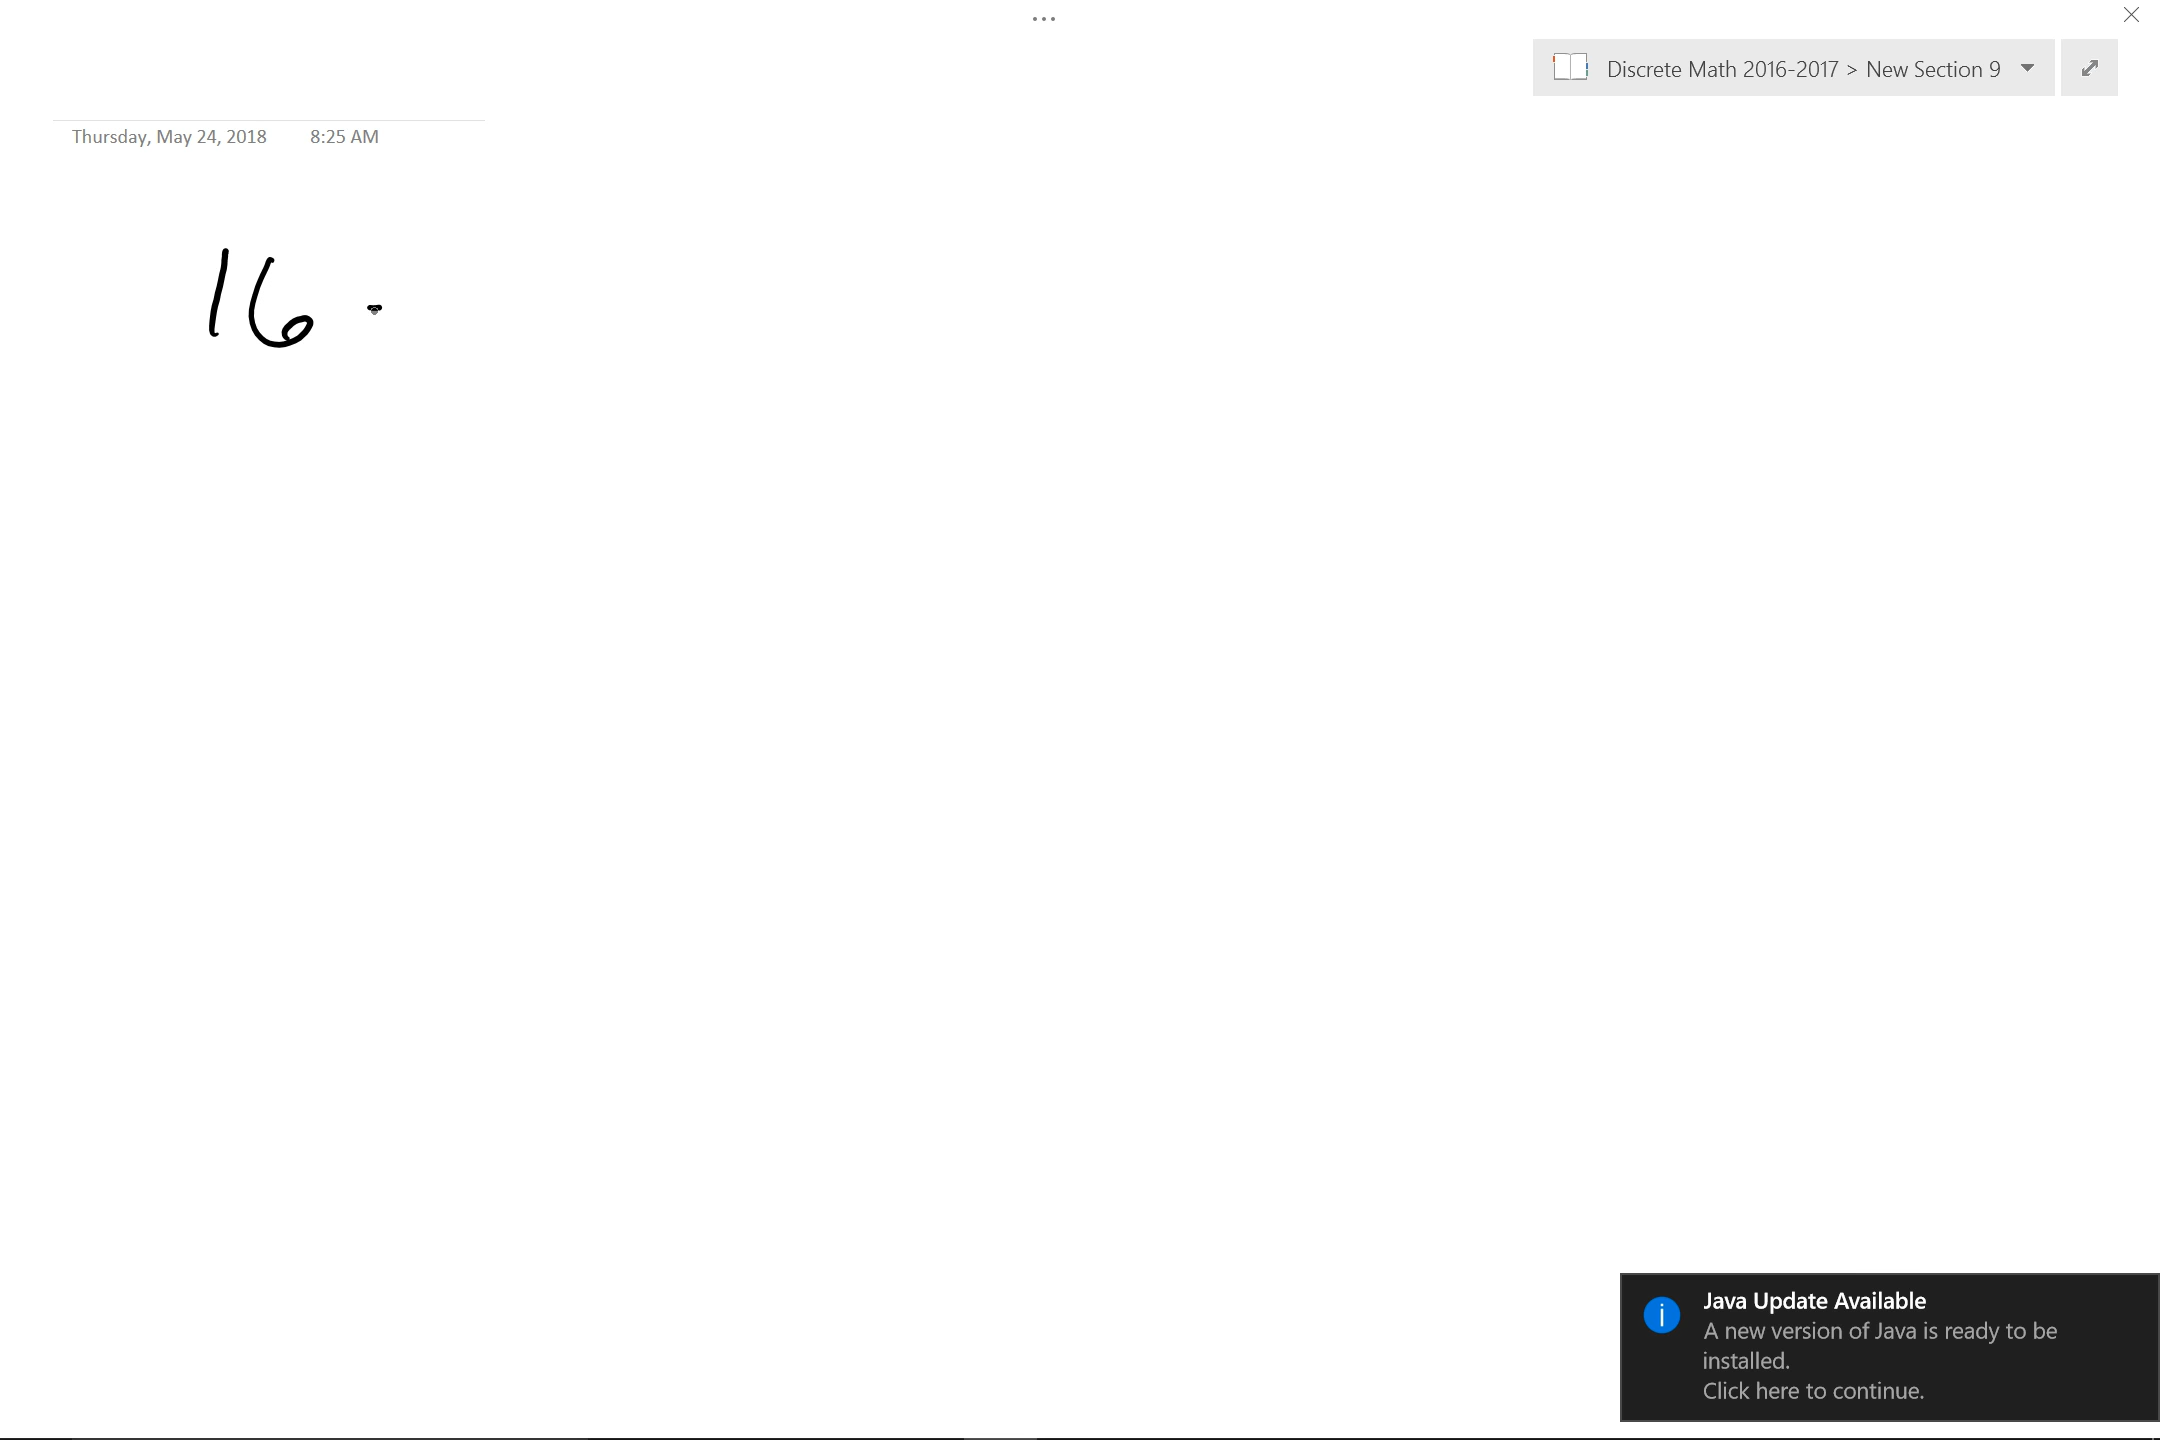 Discrete Math 2016-2017 > New Section 9
Thursday, May 24, 2018 8:25 AM
16 -
Java Update Available
A new version of Java is ready to be
installed.
Click here to continue.